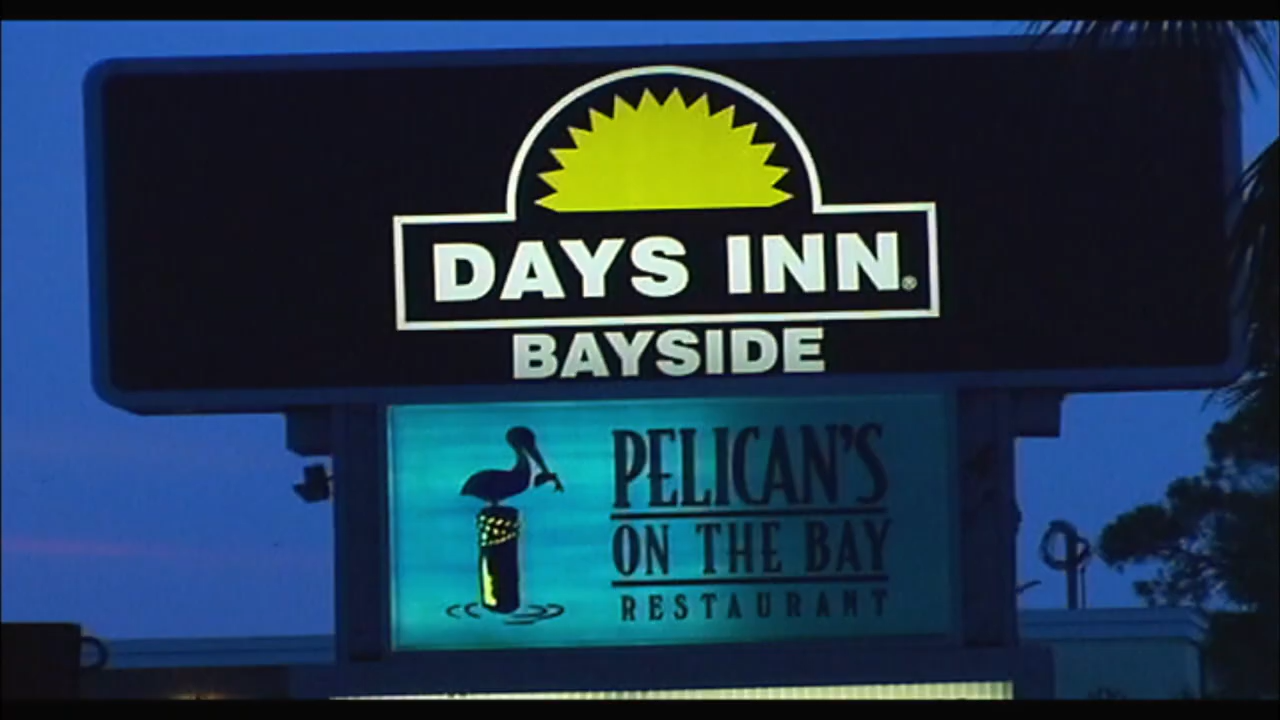 DAYS INN®
BAYSIDE
PELICAN'S
ON THE BAY
RESTAURANT